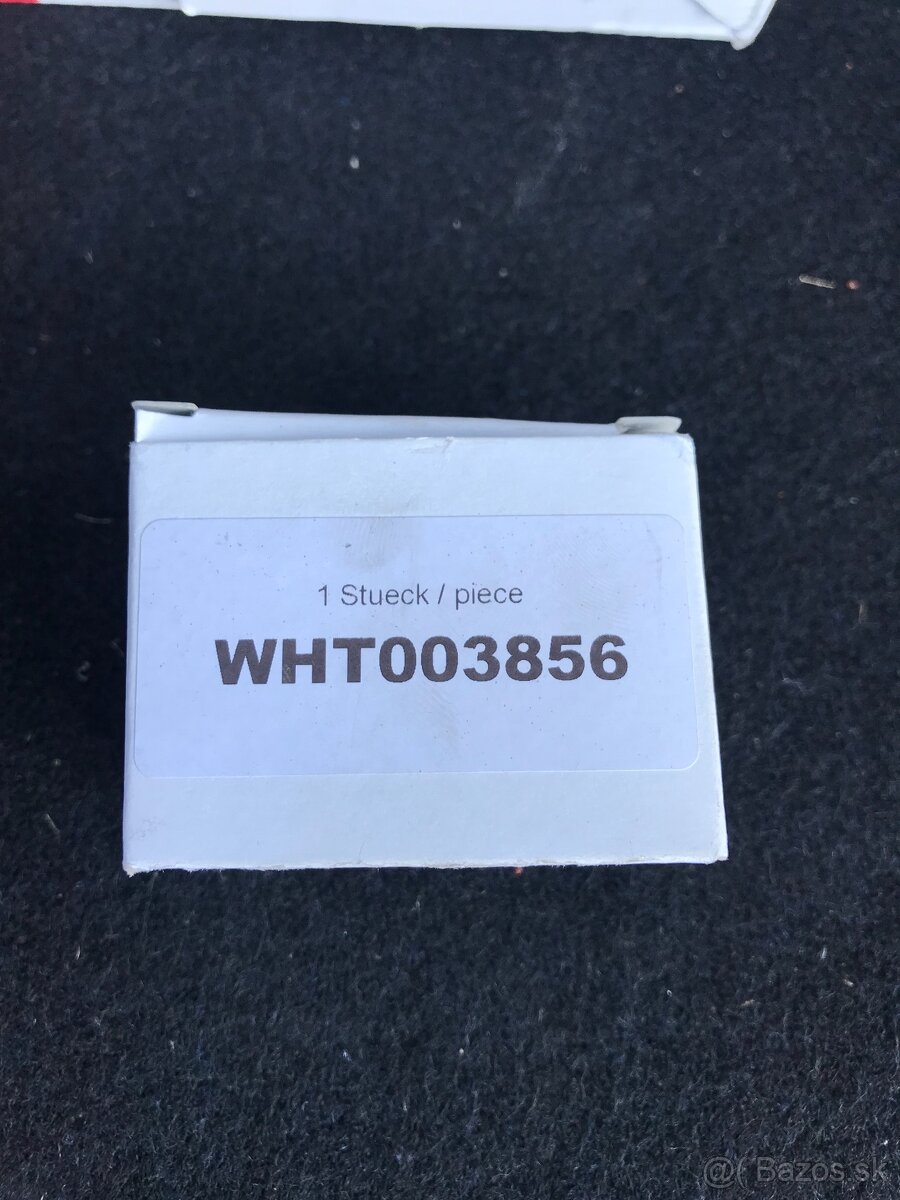 1 Stueck / piece
WHT003856
@( Bazos.sk